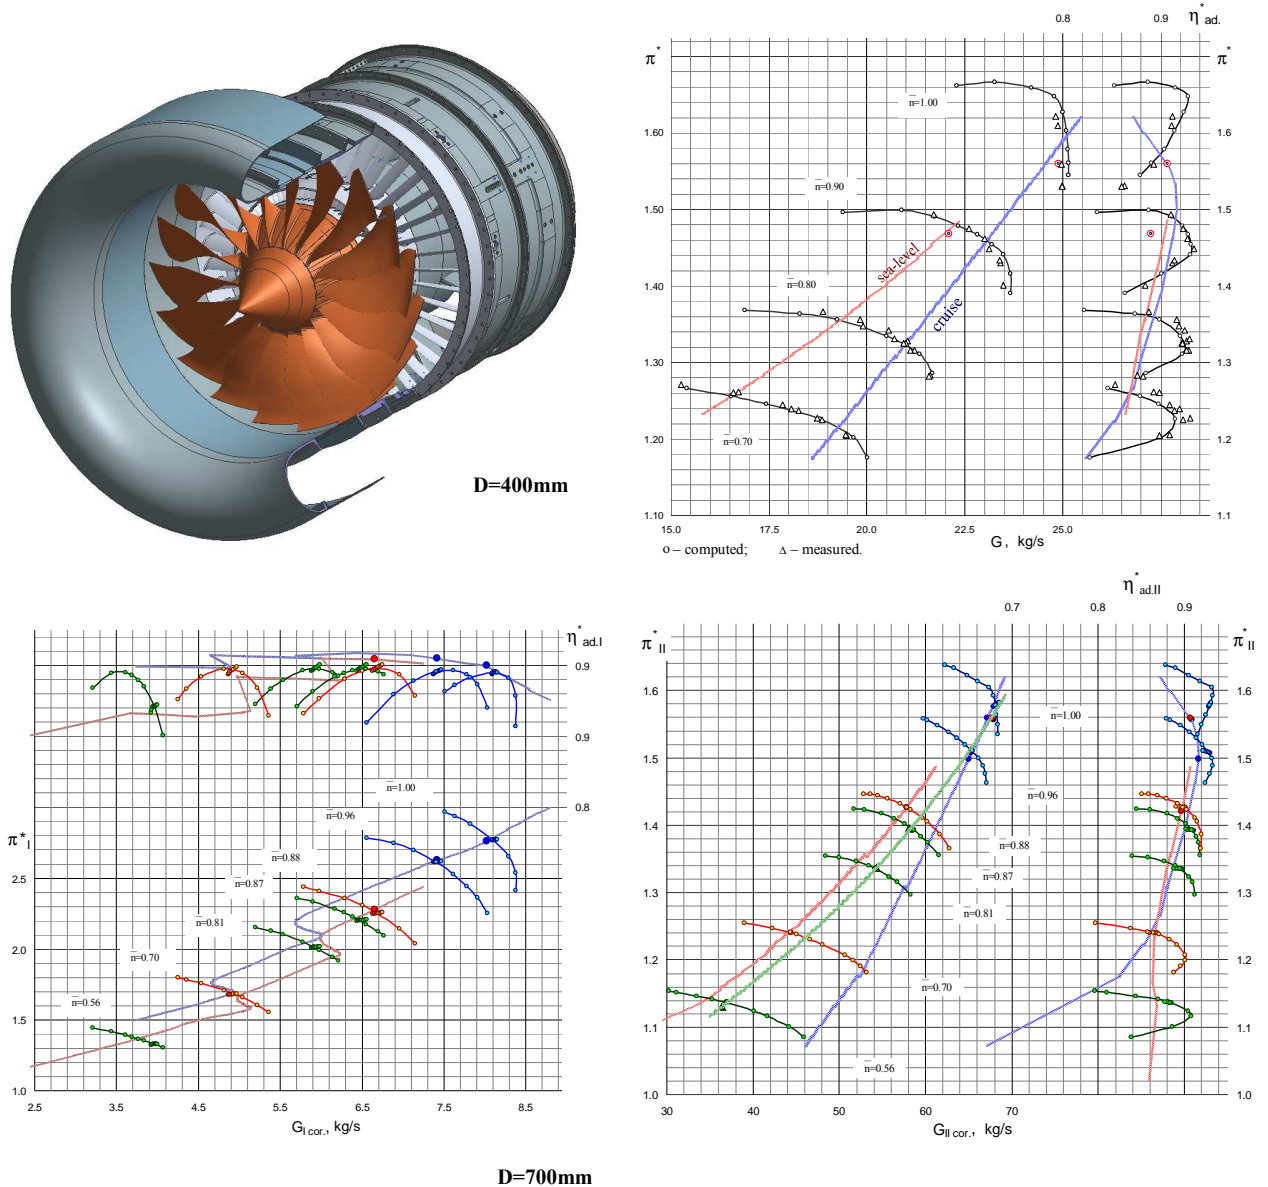 0.8
0.9
η*ad.
π*
π*
n̅=1.00
1.60
1.6
n̅=0.90
1.50
1.5
sea-level
n̅=0.80
1.40
1.4
cruise
1.30
1.3
n̅=0.70
1.20
1.2
1.10
1.1
15.0
17.5
20.0
22.5
25.0
G, kg/s
o – computed; Δ – measured.
D=400mm
η*ad.I
0.9
0.9
0.8
n̅=1.00
n̅=0.96
π*I
n̅=0.88
2.5
n̅=0.87
n̅=0.81
2.0
n̅=0.70
n̅=0.56
1.5
1.0
2.5
3.5
4.5
5.5
6.5
7.5
8.5
GI cor., kg/s
η*ad.II
0.7
0.8
0.9
π*II
π*II
1.6
1.6
n̅=1.00
1.5
1.5
n̅=0.96
1.4
1.4
n̅=0.88
n̅=0.87
1.3
1.3
n̅=0.81
1.2
1.2
n̅=0.70
1.1
1.1
n̅=0.56
1.0
1.0
30
40
50
60
70
GII cor., kg/s
D=700mm